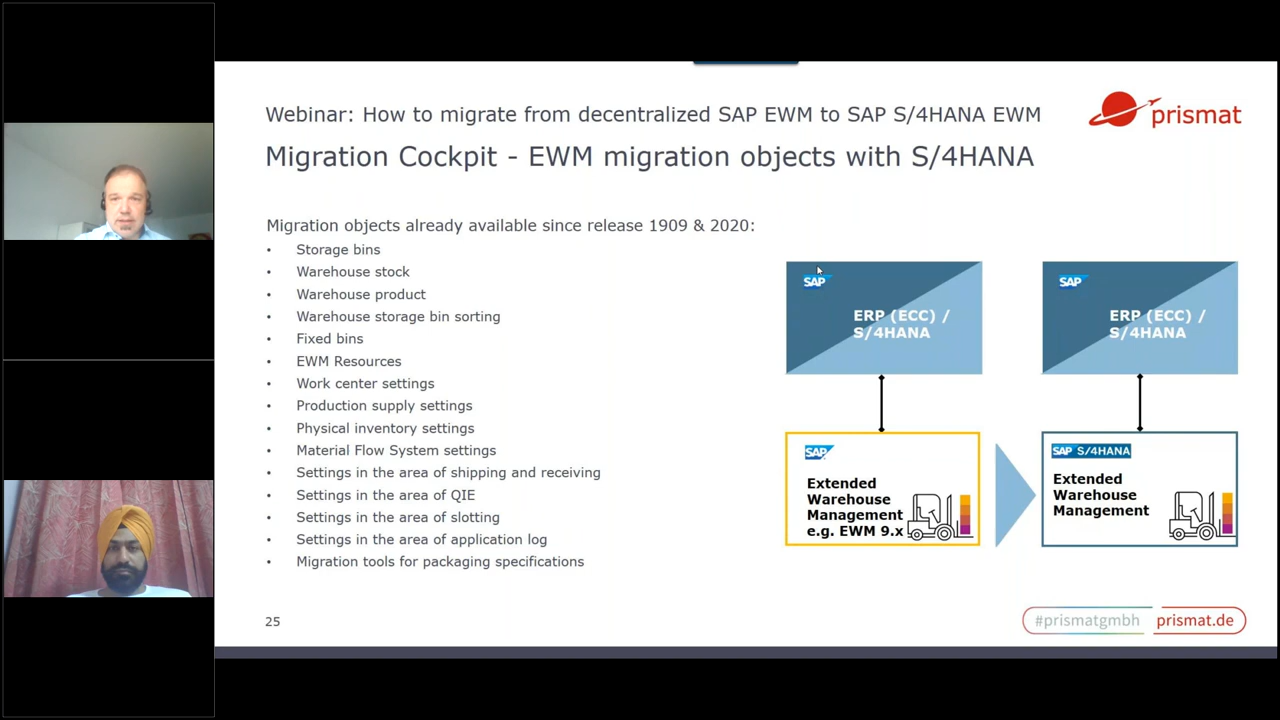 Webinar: How to migrate from decentralized SAP EWM to SAP S/4HANA EWM
prismat
Migration Cockpit - EWM migration objects with S/4HANA
Migration objects already available since release 1909 & 2020:
• Storage bins
• Warehouse stock
• Warehouse product
• Warehouse storage bin sorting
• Fixed bins
• EWM Resources
• Work center settings
• Production supply settings
• Physical inventory settings
• Material Flow System settings
• Settings in the area of shipping and receiving
• Settings in the area of QIE
• Settings in the area of slotting
• Settings in the area of application log
• Migration tools for packaging specifications
SAP
ERP (ECC) /
S/4HANA
SAP
ERP (ECC) /
S/4HANA
SAP
Extended
Warehouse
Management
e.g. EWM 9.x
SAP S/4HANA
Extended
Warehouse
Management
25
#prismatgmbh
prismat.de